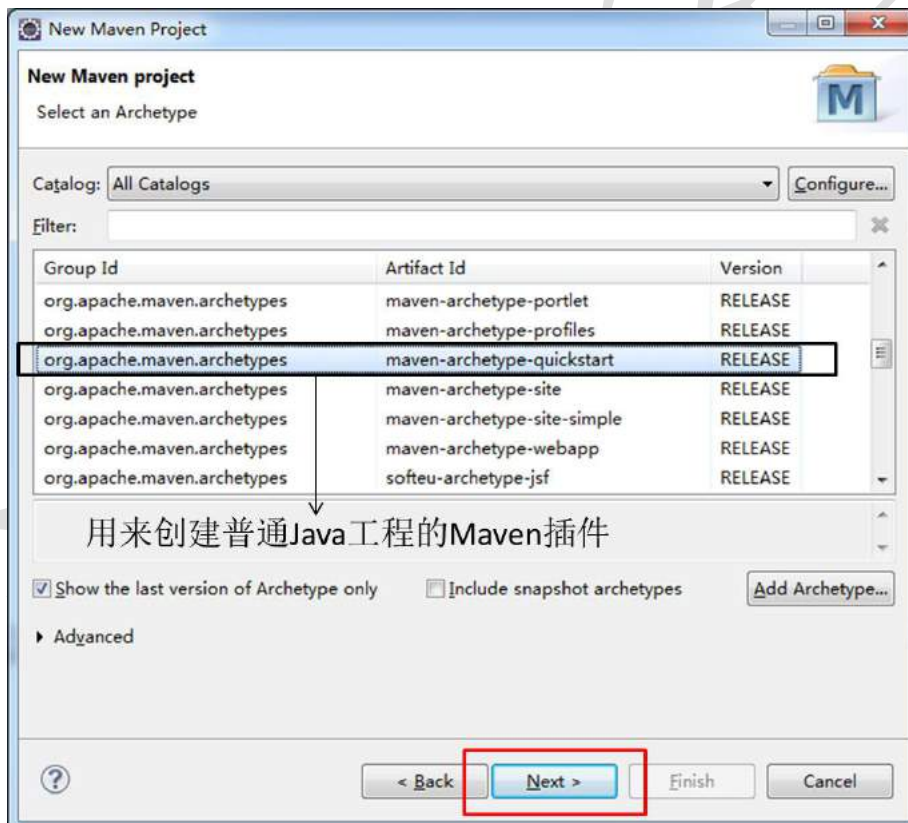 New Maven Project
New Maven project
Select an Archetype
M
Catalog: All Catalogs Configure...
Filter:
Group Id Artifact Id Version
org.apache.maven.archetypes maven-archetype-portlet RELEASE
org.apache.maven.archetypes maven-archetype-profiles RELEASE
org.apache.maven.archetypes maven-archetype-quickstart RELEASE
org.apache.maven.archetypes maven-archetype-site RELEASE
org.apache.maven.archetypes maven-archetype-site-simple RELEASE
org.apache.maven.archetypes maven-archetype-webapp RELEASE
org.apache.maven.archetypes softeu-archetype-jsf RELEASE
用来创建普通Java工程的Maven插件
Show the last version of Archetype only Include snapshot archetypes Add Archetype...
Advanced
? < Back Next > Finish Cancel